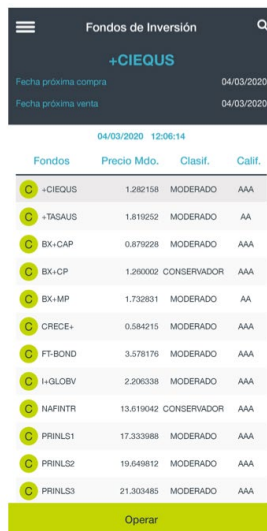 Fondos de Inversión
+CIEQUS
Fecha próxima compra 04/03/2020
Fecha próxima venta 04/03/2020
04/03/2020 12:06:14
Fondos Precio Mdo. Clasif. Calif.
C +CIEQUS 1.282158 MODERADO AAA
C +TASAUS 1.819252 MODERADO AA
C BX+CAP 0.879228 MODERADO AAA
C BX+CP 1.260002 CONSERVADOR AAA
C BX+MP 1.732831 MODERADO AA
C CRECE+ 0.584215 MODERADO AAA
C FT-BOND 3.578176 MODERADO AAA
C I+GLOBV 2.206338 MODERADO AAA
C NAFINTR 13.619042 CONSERVADOR AAA
C PRINLS1 17.333988 MODERADO AAA
C PRINLS2 19.649812 MODERADO AAA
C PRINLS3 21.303485 MODERADO AAA
Operar